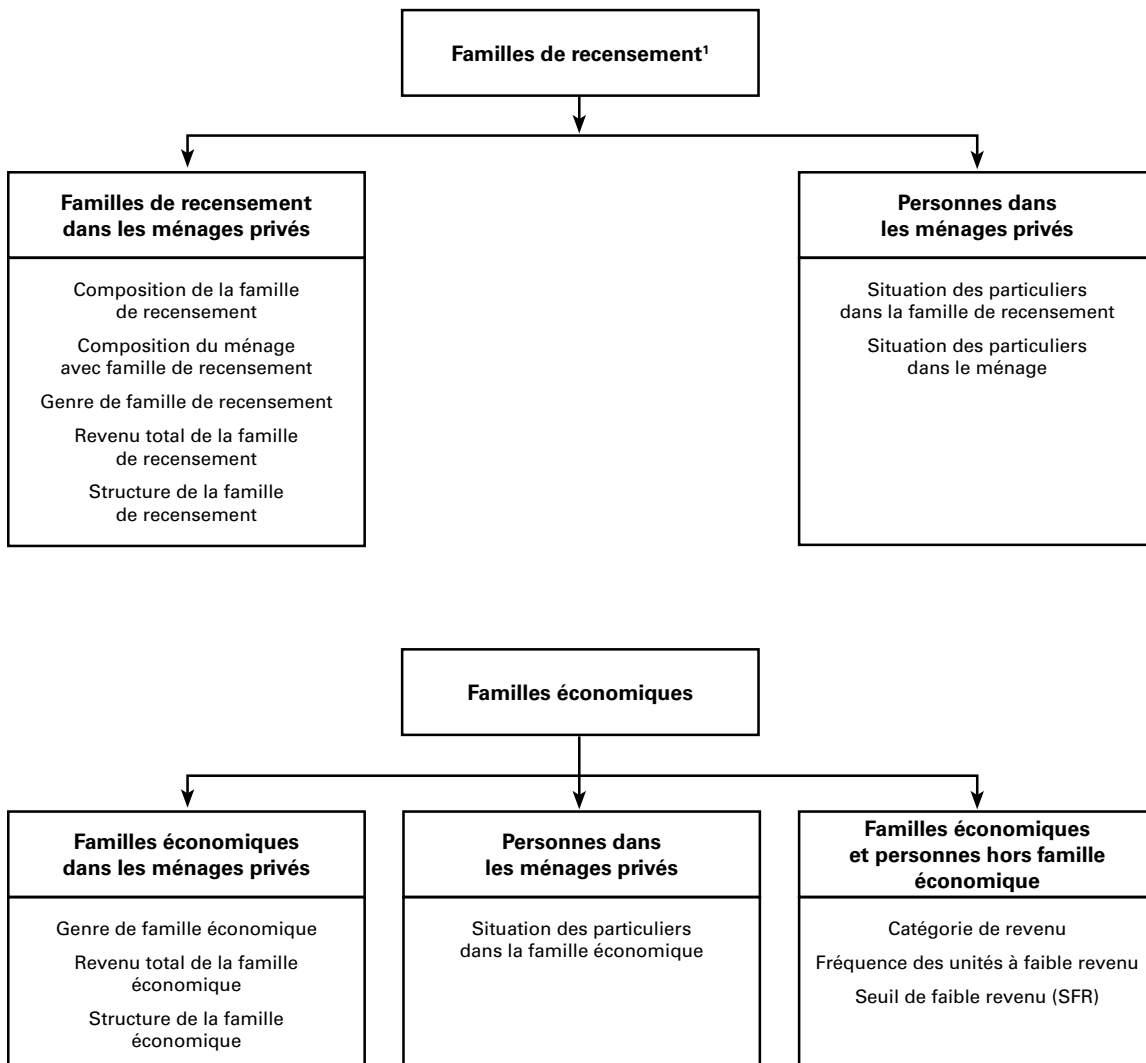 Familles de recensement¹
Familles de recensement
dans les ménages privés
Composition de la famille
de recensement
Composition du ménage
avec famille de recensement
Genre de famille de recensement
Revenu total de la famille
de recensement
Structure de la famille
de recensement
Personnes dans
les ménages privés
Situation des particuliers
dans la famille de recensement
Situation des particuliers
dans le ménage
Familles économiques
Familles économiques
dans les ménages privés
Genre de famille économique
Revenu total de la famille
économique
Structure de la famille
économique
Personnes dans
les ménages privés
Situation des particuliers
dans la famille économique
Familles économiques
et personnes hors famille
économique
Catégorie de revenu
Fréquence des unités à faible revenu
Seuil de faible revenu (SFR)